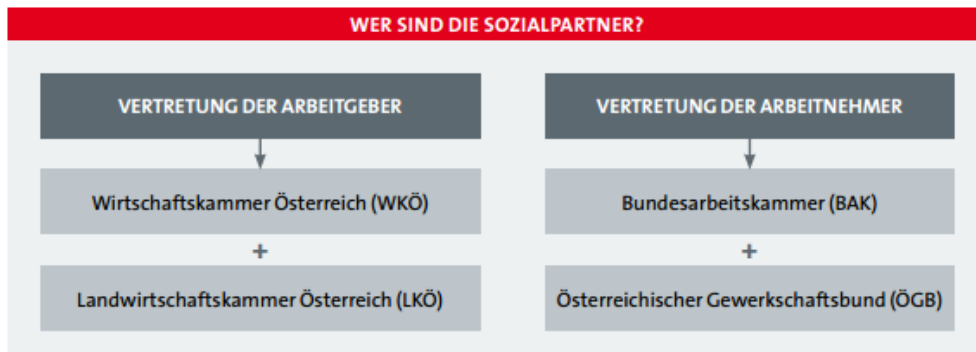 WER SIND DIE SOZIALPARTNER?
VERTRETUNG DER ARBEITGEBER
Wirtschaftskammer Österreich (WKÖ)
+
Landwirtschaftskammer Österreich (LKÖ)
VERTRETUNG DER ARBEITNEHMER
Bundesarbeitskammer (BAK)
+
Österreichischer Gewerkschaftsbund (ÖGB)